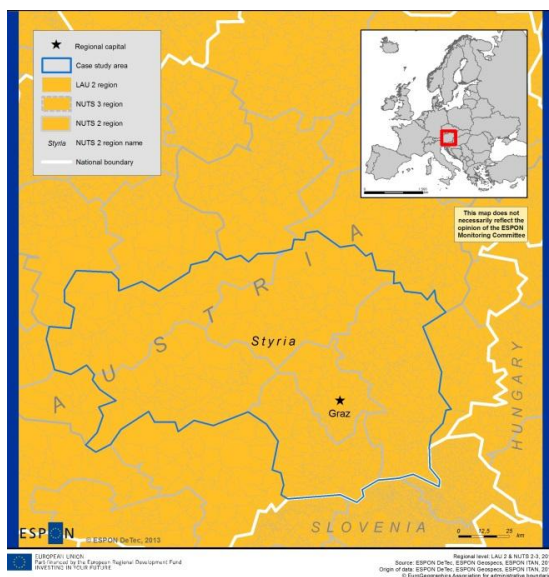 Regional capital
Case study area
LAU 2 region
NUTS 3 region
NUTS 2 region
Styria NUTS 2 region name
National boundary
This map does not
necessarily reflect the
opinion of the ESPON
Monitoring Committee
AUSTRIA
Styria
Graz
HUNGARY
SLOVENIA
ESPON
© ESPON DeTec, 2013
0 12,5 25
km
EUROPEAN UNION
Part-financed by the European Regional Development Fund
INVESTING IN YOUR FUTURE
Regional level: LAU 2 & NUTS 2-3, 20
Source: ESPON DeTec, ESPON Geospecs, ESPON ITAN, 20
Origin of data: ESPON DeTec, ESPON Geospecs, ESPON ITAN, 20
© EuroGeographics Association for administrative boundaries